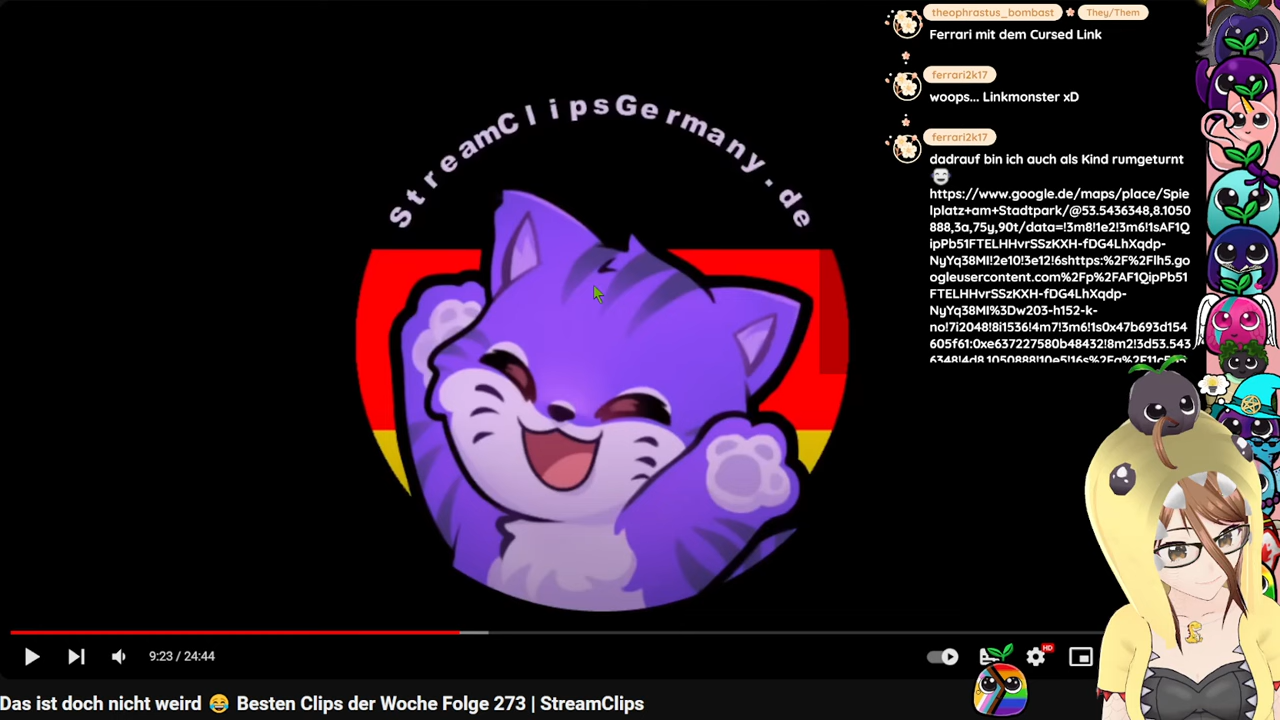 StreamClipsGermany.de
theophrastus_bombast
They/Them
Ferrari mit dem Cursed Link
ferrari2k17
woops... Linkmonster xD
ferrari2k17
dadrauf bin ich auch als Kind rumgeturnt
https://www.google.de/maps/place/Spie
lplatz+am+Stadtpark/@53.5436348,8.1050
888,3a,75y,90t/data=!3m8!1e2!3m6!1sAF1Q
ipPb51FTELHHvrSSzKXH-fDG4LhXqdp-
NyYq38MI!2e10!3e12!6shttps:%2F%2Flh5.go
ogleusercontent.com%2Fp%2FAF1QipPb51
FTELHHvrSSzKXH-fDG4LhXqdp-
NyYq38MI%3Dw203-h152-k-
no!7i2048!8i1536!4m7!3m6!1s0x47b693d154
605f61:0xe637227580b48432!8m2!3d53.543
9:23 / 24:44
HD
Das ist doch nicht weird 😂 Besten Clips der Woche Folge 273 | StreamClips